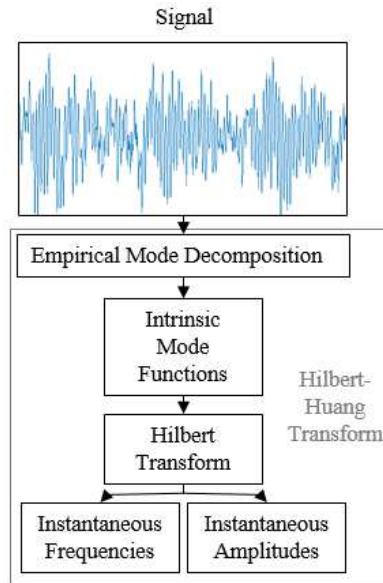 Signal
Empirical Mode Decomposition
Intrinsic
Mode
Functions
Hilbert-
Huang
Transform
Hilbert
Transform
Instantaneous
Frequencies
Instantaneous
Amplitudes